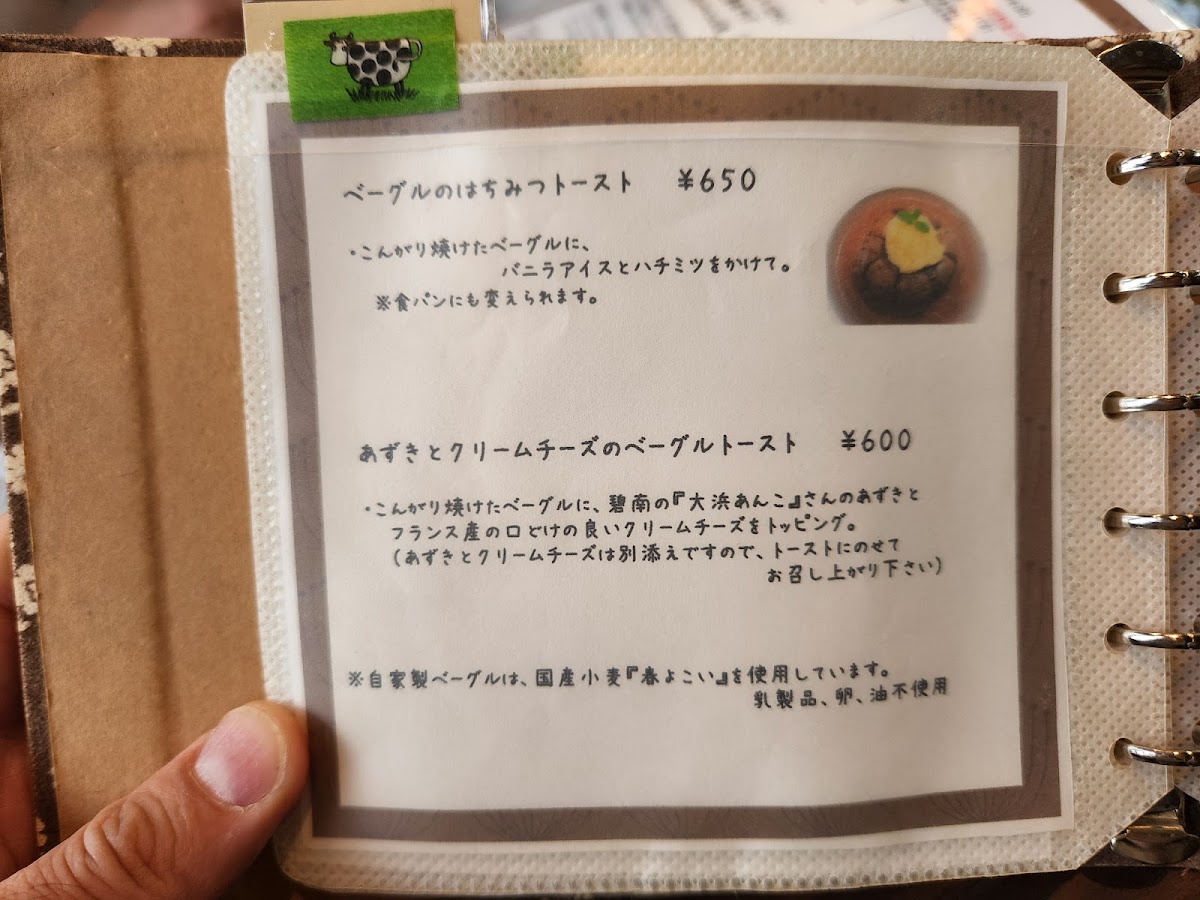 ベーグルのはちみつトースト ¥650
・こんがり焼けたベーグルに、
バニラアイスとハチミツをかけて。
※食パンにも変えられます。
あずきとクリームチーズのベーグルトースト ¥600
・こんがり焼けたベーグルに、碧南の『大浜あんこ』さんのあずきと
フランス産の口どけの良いクリームチーズをトッピング。
(あずきとクリームチーズは別添えですので、トーストにのせて
お召し上がり下さい)
※自家製ベーグルは、国産小麦『春よこい』を使用しています。
乳製品、卵、油不使用